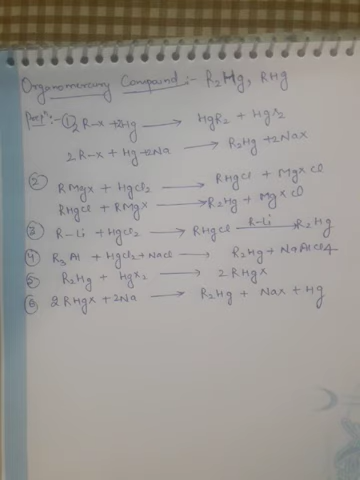 Organomercury Compound :- R₂Hg, RHg
Prepⁿ :- ① 2R-x + 2Hg → HgR₂ + Hgx₂
2R-x + Hg + 2Na → R₂Hg + 2Nax
② RMgx + HgCl₂ → RHgCl + MgxCl
RHgCl + RMgx → R₂Hg + MgxCl
③ R-Li + HgCl₂ → RHgCl R-Li → R₂Hg
④ R₃Al + HgCl₂ + NaCl → R₂Hg + NaAlCl4
⑤ R₂Hg + Hgx₂ → 2RHgx
⑥ 2RHgx + 2Na → R₂Hg + Nax + Hg